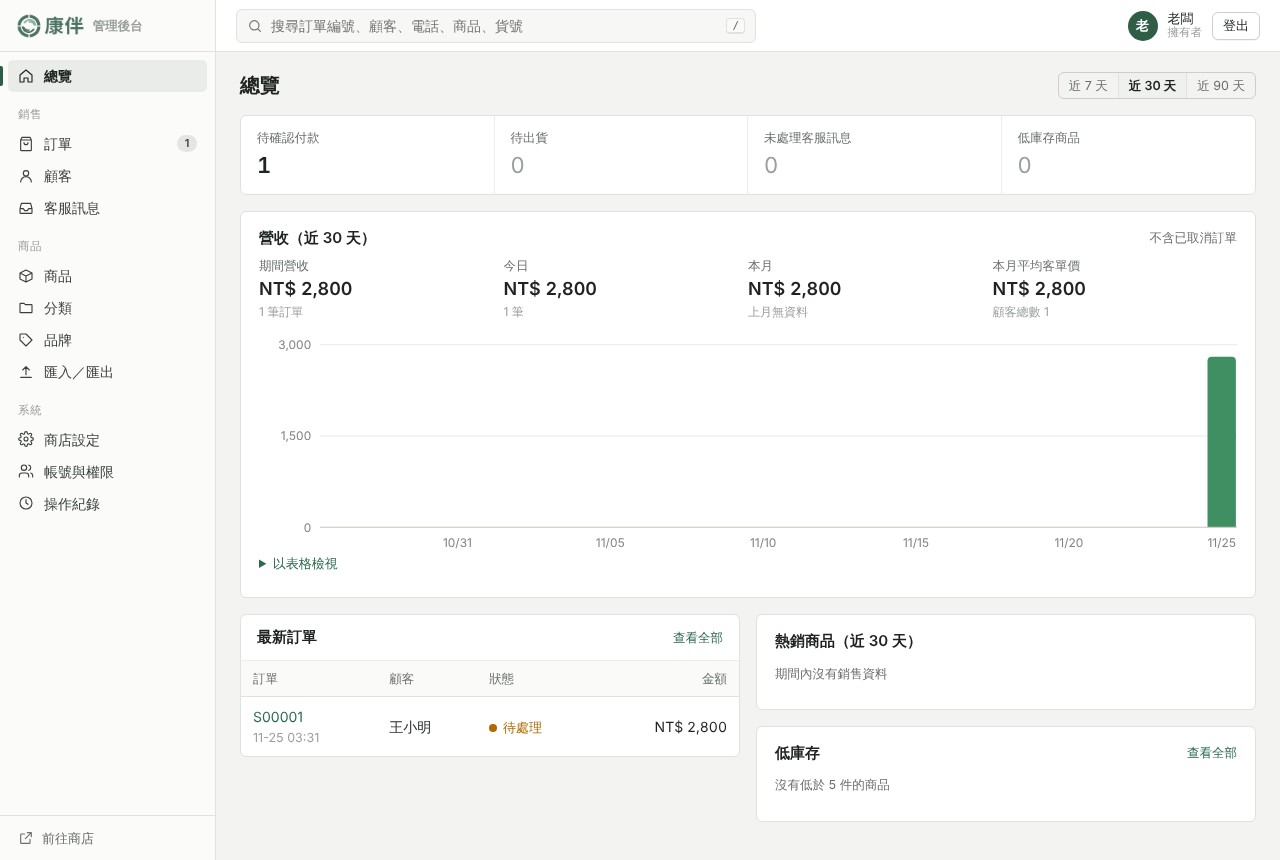 康伴 管理後台
搜尋訂單編號、顧客、電話、商品、貨號 /
老 老闆
擁有者
登出
總覽
銷售
訂單 1
顧客
客服訊息
商品
商品
分類
品牌
匯入／匯出
系統
商店設定
帳號與權限
操作紀錄
前往商店
總覽
近 7 天 近 30 天 近 90 天
待確認付款 待出貨 未處理客服訊息 低庫存商品
1 0 0 0
營收（近 30 天） 不含已取消訂單
期間營收 今日 本月 本月平均客單價
NT$ 2,800 NT$ 2,800 NT$ 2,800 NT$ 2,800
1 筆訂單 1 筆 上月無資料 顧客總數 1
3,000
1,500
0
10/31 11/05 11/10 11/15 11/20 11/25
以表格檢視
最新訂單 查看全部
訂單 顧客 狀態 金額
S00001
11-25 03:31
王小明 待處理 NT$ 2,800
熱銷商品（近 30 天）
期間內沒有銷售資料
低庫存 查看全部
沒有低於 5 件的商品